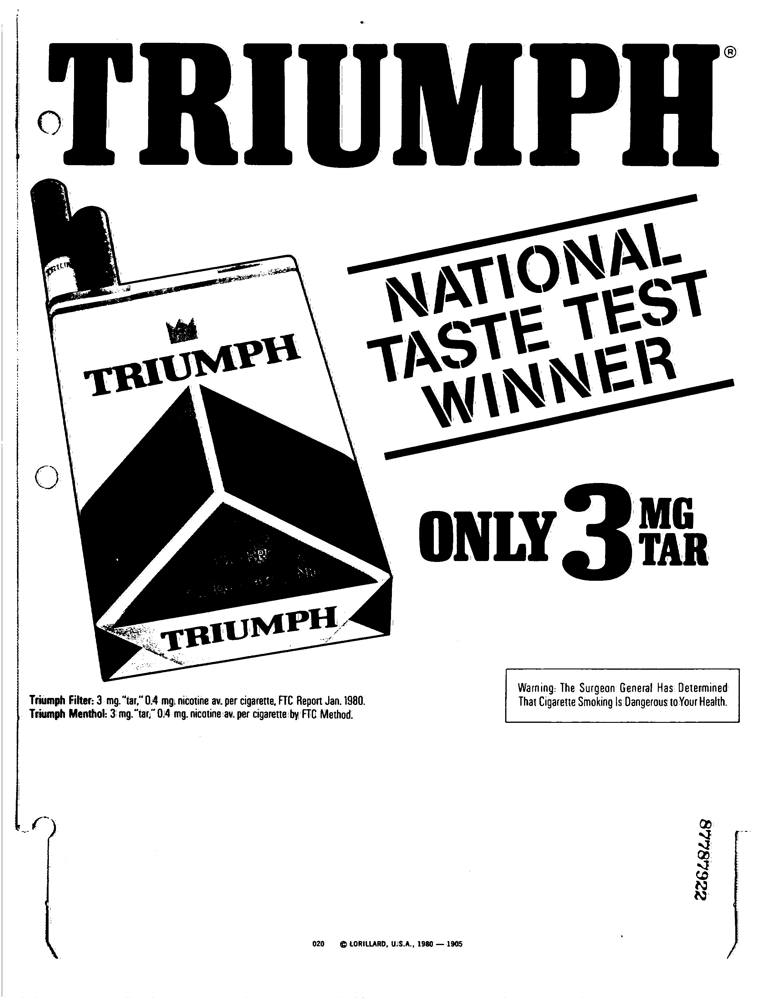 TRIUMPH®
NATIONAL
TASTE TEST
WINNER
TRIUMPH
ONLY 3 MG
TAR
TRIUMPH
Triumph Filter: 3 mg. "tar," 0.4 mg. nicotine av. per cigarette, FTC Report Jan. 1980.
Triumph Menthol: 3 mg. "tar," 0.4 mg. nicotine av. per cigarette by FTC Method.
Warning: The Surgeon General Has Determined
That Cigarette Smoking Is Dangerous to Your Health.
87787922
020 © LORILLARD, U.S.A., 1980 — 1905